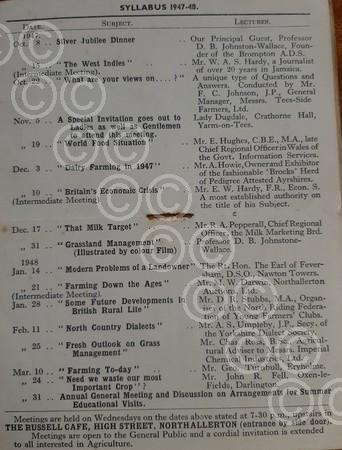 SYLLABUS 1947-48.
DATE. SUBJECT. LECTURER.
1947.
Oct. 8 .. Silver Jubilee Dinner .. Our Principal Guest, Professor
D. B. Johnston-Wallace, Foun-
der of the Brompton A.D.S.
" 15 .. " The West Indies " .. Mr. W. A. S. Hardy, a Journalist
(Intermediate Meeting). of over 20 years in Jamaica.
Oct. 22 .. " What are your views on....? " A unique type of Questions and
Answers. Conducted by Mr.
F. C. Johnson, J.P., General
Manager, Messrs. Tees-Side
Farmers, Ltd.
Nov. 5 .. A Special Invitation goes out to Lady Dugdale, Crathorne Hall,
Ladies as well as Gentlemen Yarm-on-Tees.
to attend this meeting.
" 19 .. " World Food Situation " .. Mr. E. Hughes, C.B.E., M.A., late
Chief Regional Officer in Wales of
the Govt. Information Services.
Dec. 3 .. " Dairy Farming in 1947 " Mr. A. Howie, Owner and Exhibitor
of the fashionable ' Brocks' Herd
of Pedigree Attested Ayrshires.
" 10 .. " Britain's Economic Crisis " Mr. E. W. Hardy, F.R., Econ. S.
(Intermediate Meeting) A most established authority on
the title of his Subject.
Dec. 17 .. " That Milk Target " .. Mr. R. A. Pepperall, Chief Regional
Officer, the Milk Marketing Brd.
" 31 .. " Grassland Management " Professor D. B. Johnstone-
(Illustrated by colour Film) Wallace.
1948
Jan. 14 .. " Modern Problems of a Landowner " The Rt. Hon. The Earl of Fever-
sham, D.S.O., Nawton Towers.
" 21 .. " Farming Down the Ages " Mr. M. W. Darwin, Northallerton
(Intermediate Meeting). Auction Ltd.
Jan. 28 .. " Some Future Developments in Mr. D. R. Stubbs, M.A., Organ-
British Rural Life " iser to North Riding Federa-
tion of Young Farmers' Clubs.
Feb. 11 .. " North Country Dialects " Mr. A. S. Umpleby, J.P., Secy. of
the Yorkshire Dialect Society.
" 25 .. " Fresh Outlook on Grass Mr. Agricul-
Management " tural Adviser to Imperial
Chemical
Mar. 10 .. " Farming To-day " .. Mr. Geo. Turnbull, Eryholme.
" 24 .. " Need we waste our most Mr. John R. Fell, Oxen-le-
Important Crop'? " Fields, Darlington.
" 31 .. Annual General Meeting and Discussion on Arrangements for Summer
Educational Visits.
Meetings are held on Wednesdays on the dates above stated at 7-30 p.m., upstairs in
THE RUSSELL CAFE, HIGH STREET, NORTHALLERTON (entrance by side door).
Meetings are open to the General Public and a cordial invitation is extended
to all interested in Agriculture.